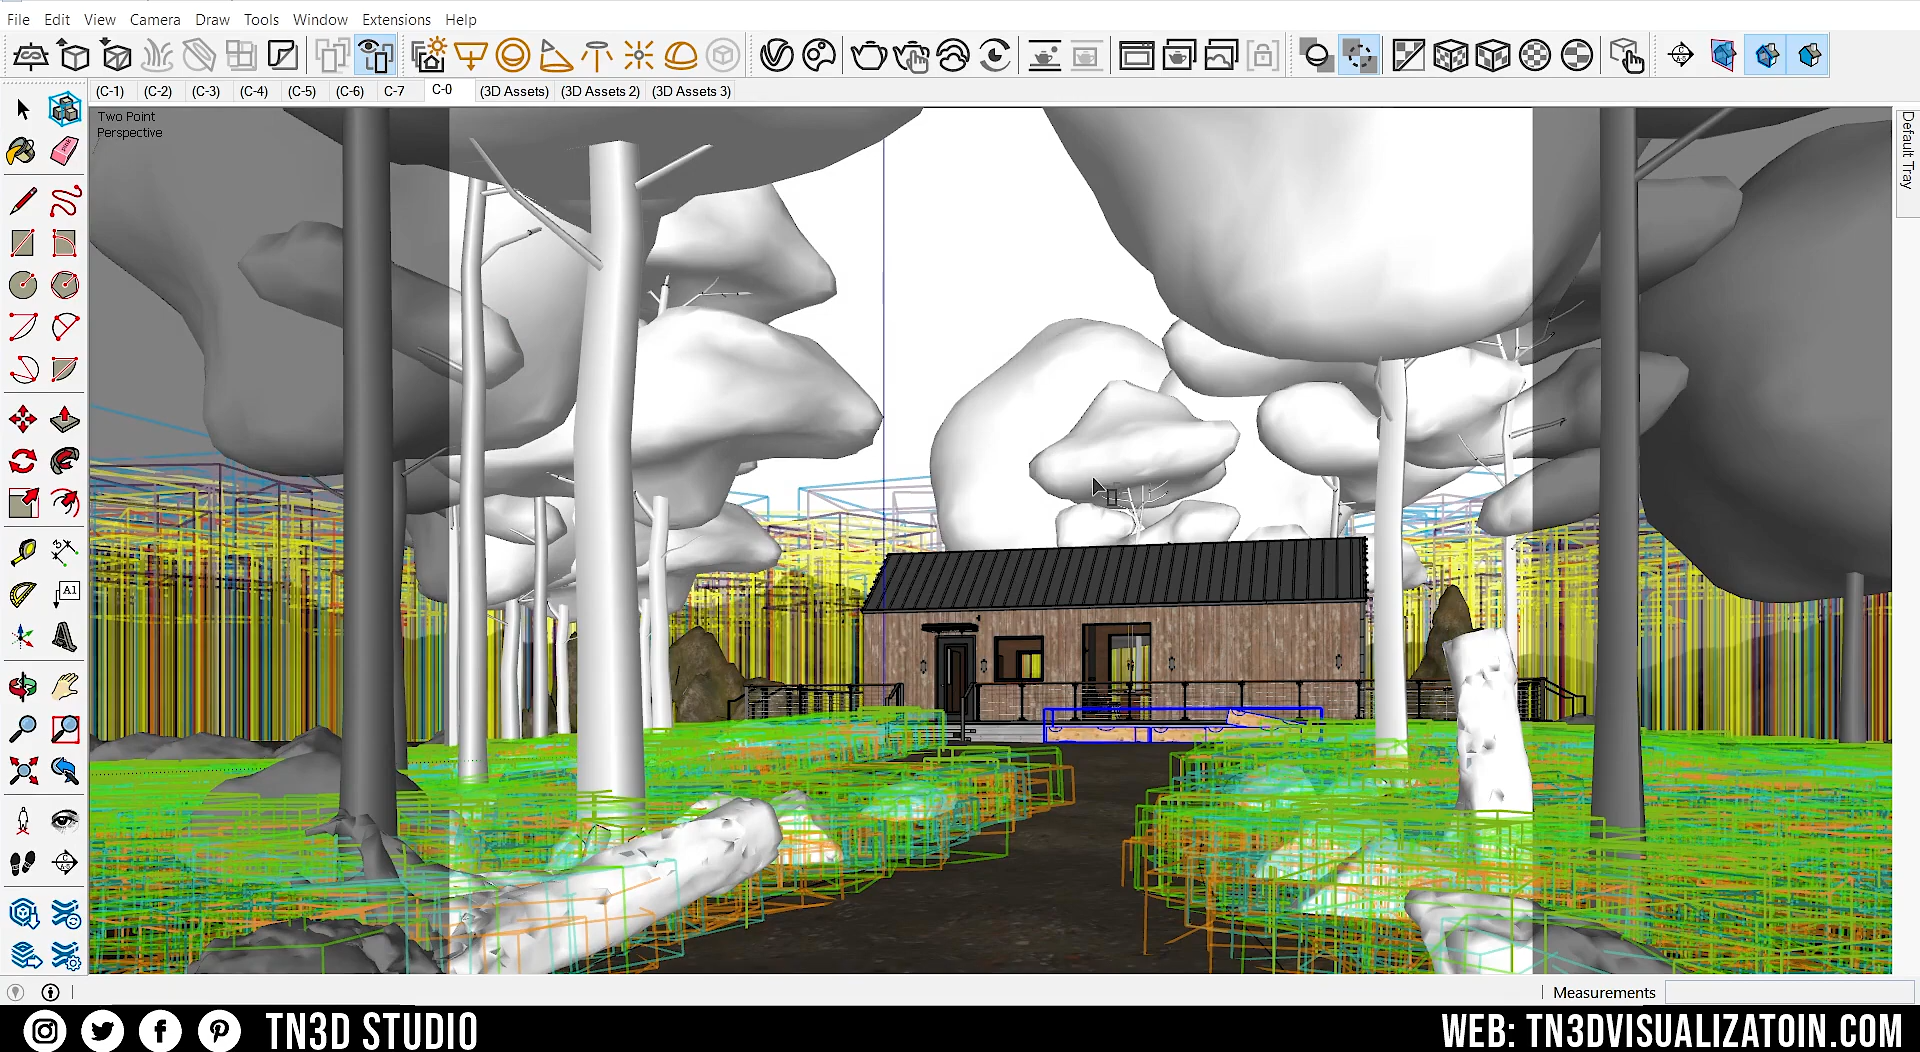 File Edit View Camera Draw Tools Window Extensions Help
(C-1) (C-2) (C-3) (C-4) (C-5) (C-6) C-7 C-0 (3D Assets) (3D Assets 2) (3D Assets 3)
Two Point
Perspective
Default Tray
A1
Measurements
TN3D STUDIO
WEB: TN3DVISUALIZATOIN.COM